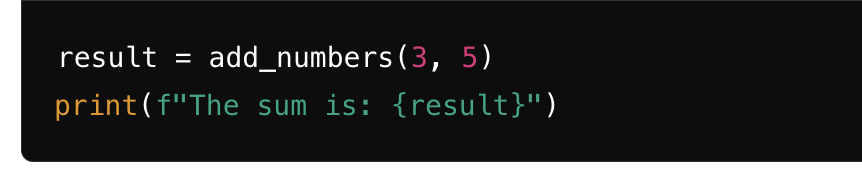 result = add_numbers(3, 5)
print(f"The sum is: {result}")